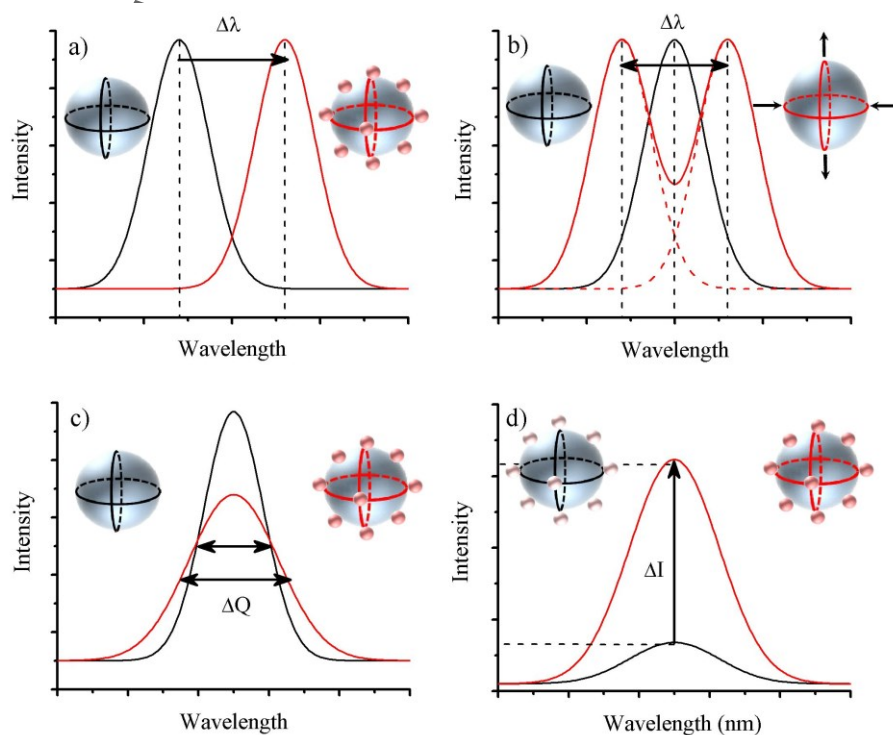 a)
Δλ
Intensity
Wavelength
b)
Δλ
Intensity
Wavelength
c)
ΔQ
Intensity
Wavelength
d)
ΔI
Intensity
Wavelength (nm)